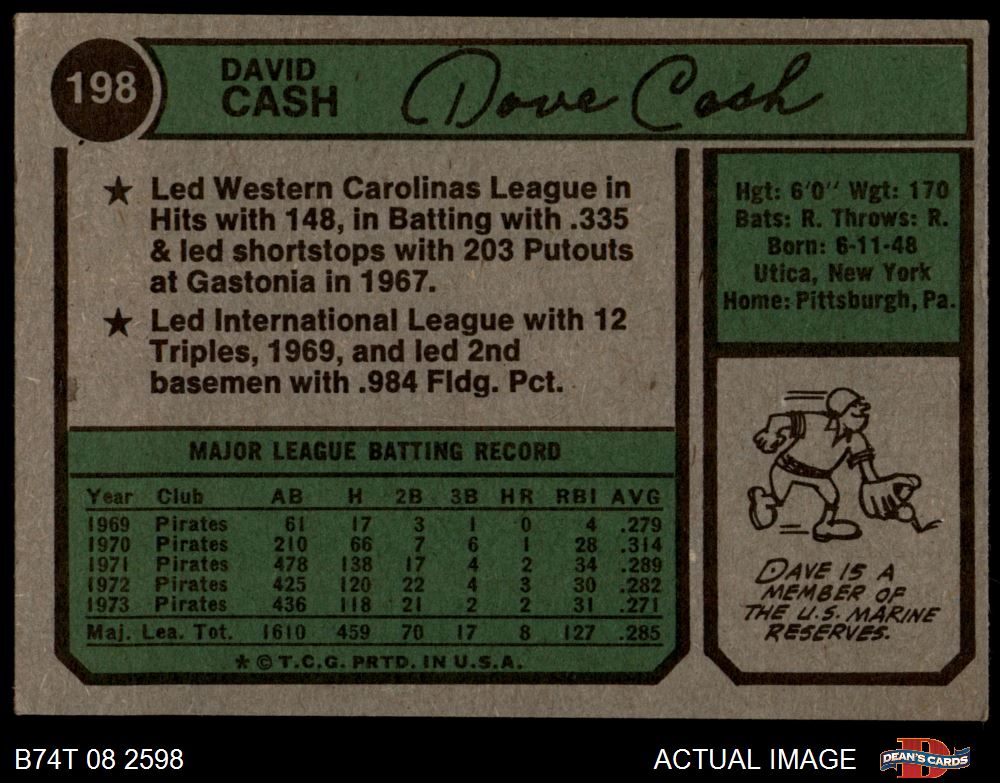 198
DAVID
CASH
Dave Cash
★ Led Western Carolinas League in
Hits with 148, in Batting with .335
& led shortstops with 203 Putouts
at Gastonia in 1967.
★ Led International League with 12
Triples, 1969, and led 2nd
basemen with .984 Fldg. Pct.
Hgt: 6'0" Wgt: 170
Bats: R. Throws: R.
Born: 6-11-48
Utica, New York
Home: Pittsburgh, Pa.
MAJOR LEAGUE BATTING RECORD
Year Club AB H 2B 3B HR RBI AVG
1969 Pirates 61 17 3 1 0 4 .279
1970 Pirates 210 66 7 6 1 28 .314
1971 Pirates 478 138 17 4 2 34 .289
1972 Pirates 425 120 22 4 3 30 .282
1973 Pirates 436 118 21 2 2 31 .271
Maj. Lea. Tot. 1610 459 70 17 8 127 .285
* © T.C.G. PRTD. IN U.S.A.
DAVE IS A
MEMBER OF
THE U.S. MARINE
RESERVES.
B74T 08 2598
ACTUAL IMAGE
DEAN'S CARDS